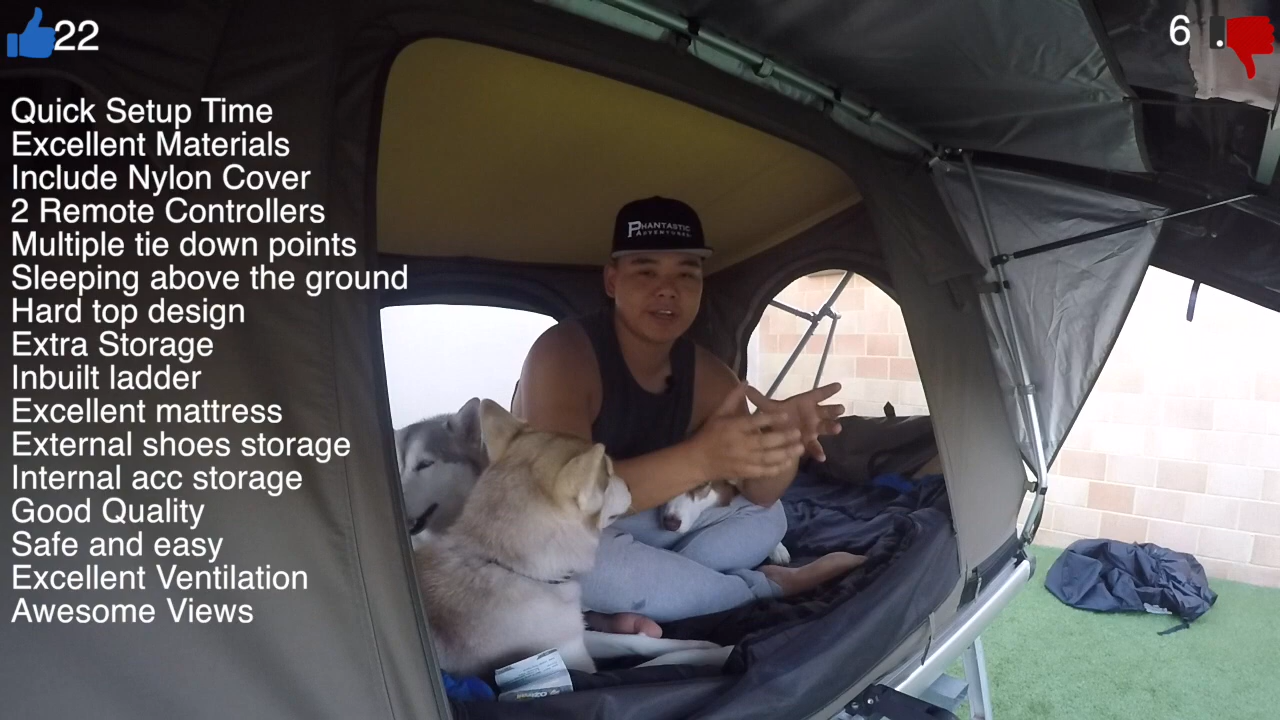 22
6
Quick Setup Time
Excellent Materials
Include Nylon Cover
2 Remote Controllers
Multiple tie down points
Sleeping above the ground
Hard top design
Extra Storage
Inbuilt ladder
Excellent mattress
External shoes storage
Internal acc storage
Good Quality
Safe and easy
Excellent Ventilation
Awesome Views
PHANTASTIC
ADVENTURES